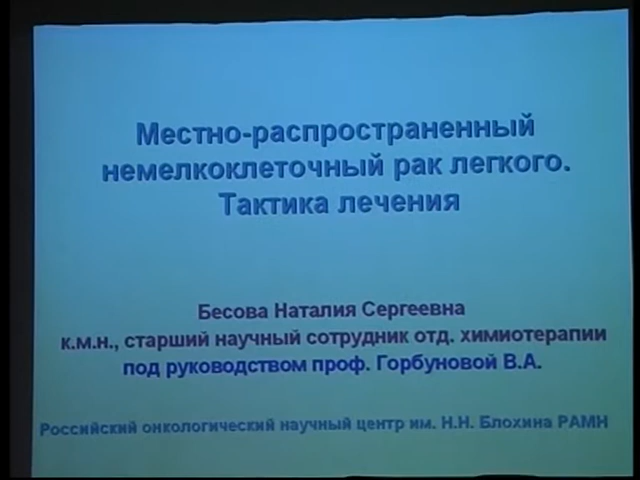 Местно-распространенный
немелкоклеточный рак легкого.
Тактика лечения
Бесова Наталия Сергеевна
к.м.н., старший научный сотрудник отд. химиотерапии
под руководством проф. Горбуновой В.А.
Российский онкологический научный центр им. Н.Н. Блохина РАМН